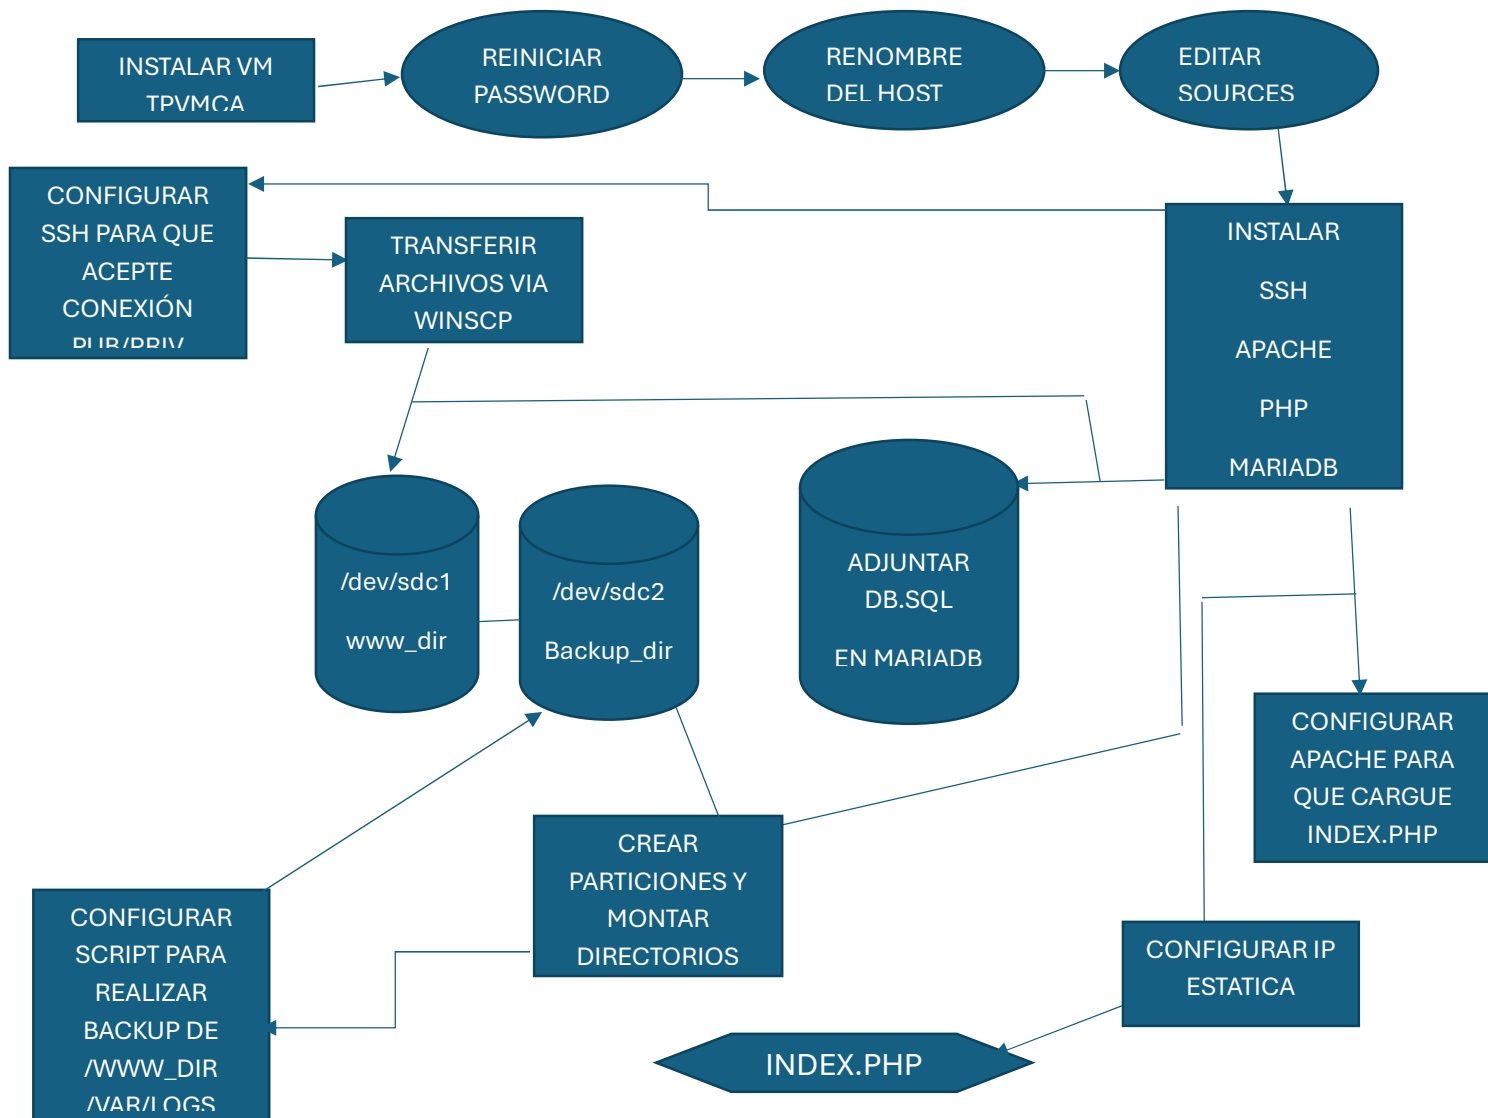 INSTALAR VM
TPVMCA
REINICIAR
PASSWORD
RENOMBRE
DEL HOST
EDITAR
SOURCES
CONFIGURAR
SSH PARA QUE
ACEPTE
CONEXIÓN
PUB/PRIV
TRANSFERIR
ARCHIVOS VIA
WINSCP
INSTALAR
SSH
APACHE
PHP
MARIADB
/dev/sdc1
www_dir
/dev/sdc2
Backup_dir
ADJUNTAR
DB.SQL
EN MARIADB
CONFIGURAR
APACHE PARA
QUE CARGUE
INDEX.PHP
CREAR
PARTICIONES Y
MONTAR
DIRECTORIOS
CONFIGURAR
SCRIPT PARA
REALIZAR
BACKUP DE
/WWW_DIR
/VAR/LOGS
CONFIGURAR IP
ESTATICA
INDEX.PHP